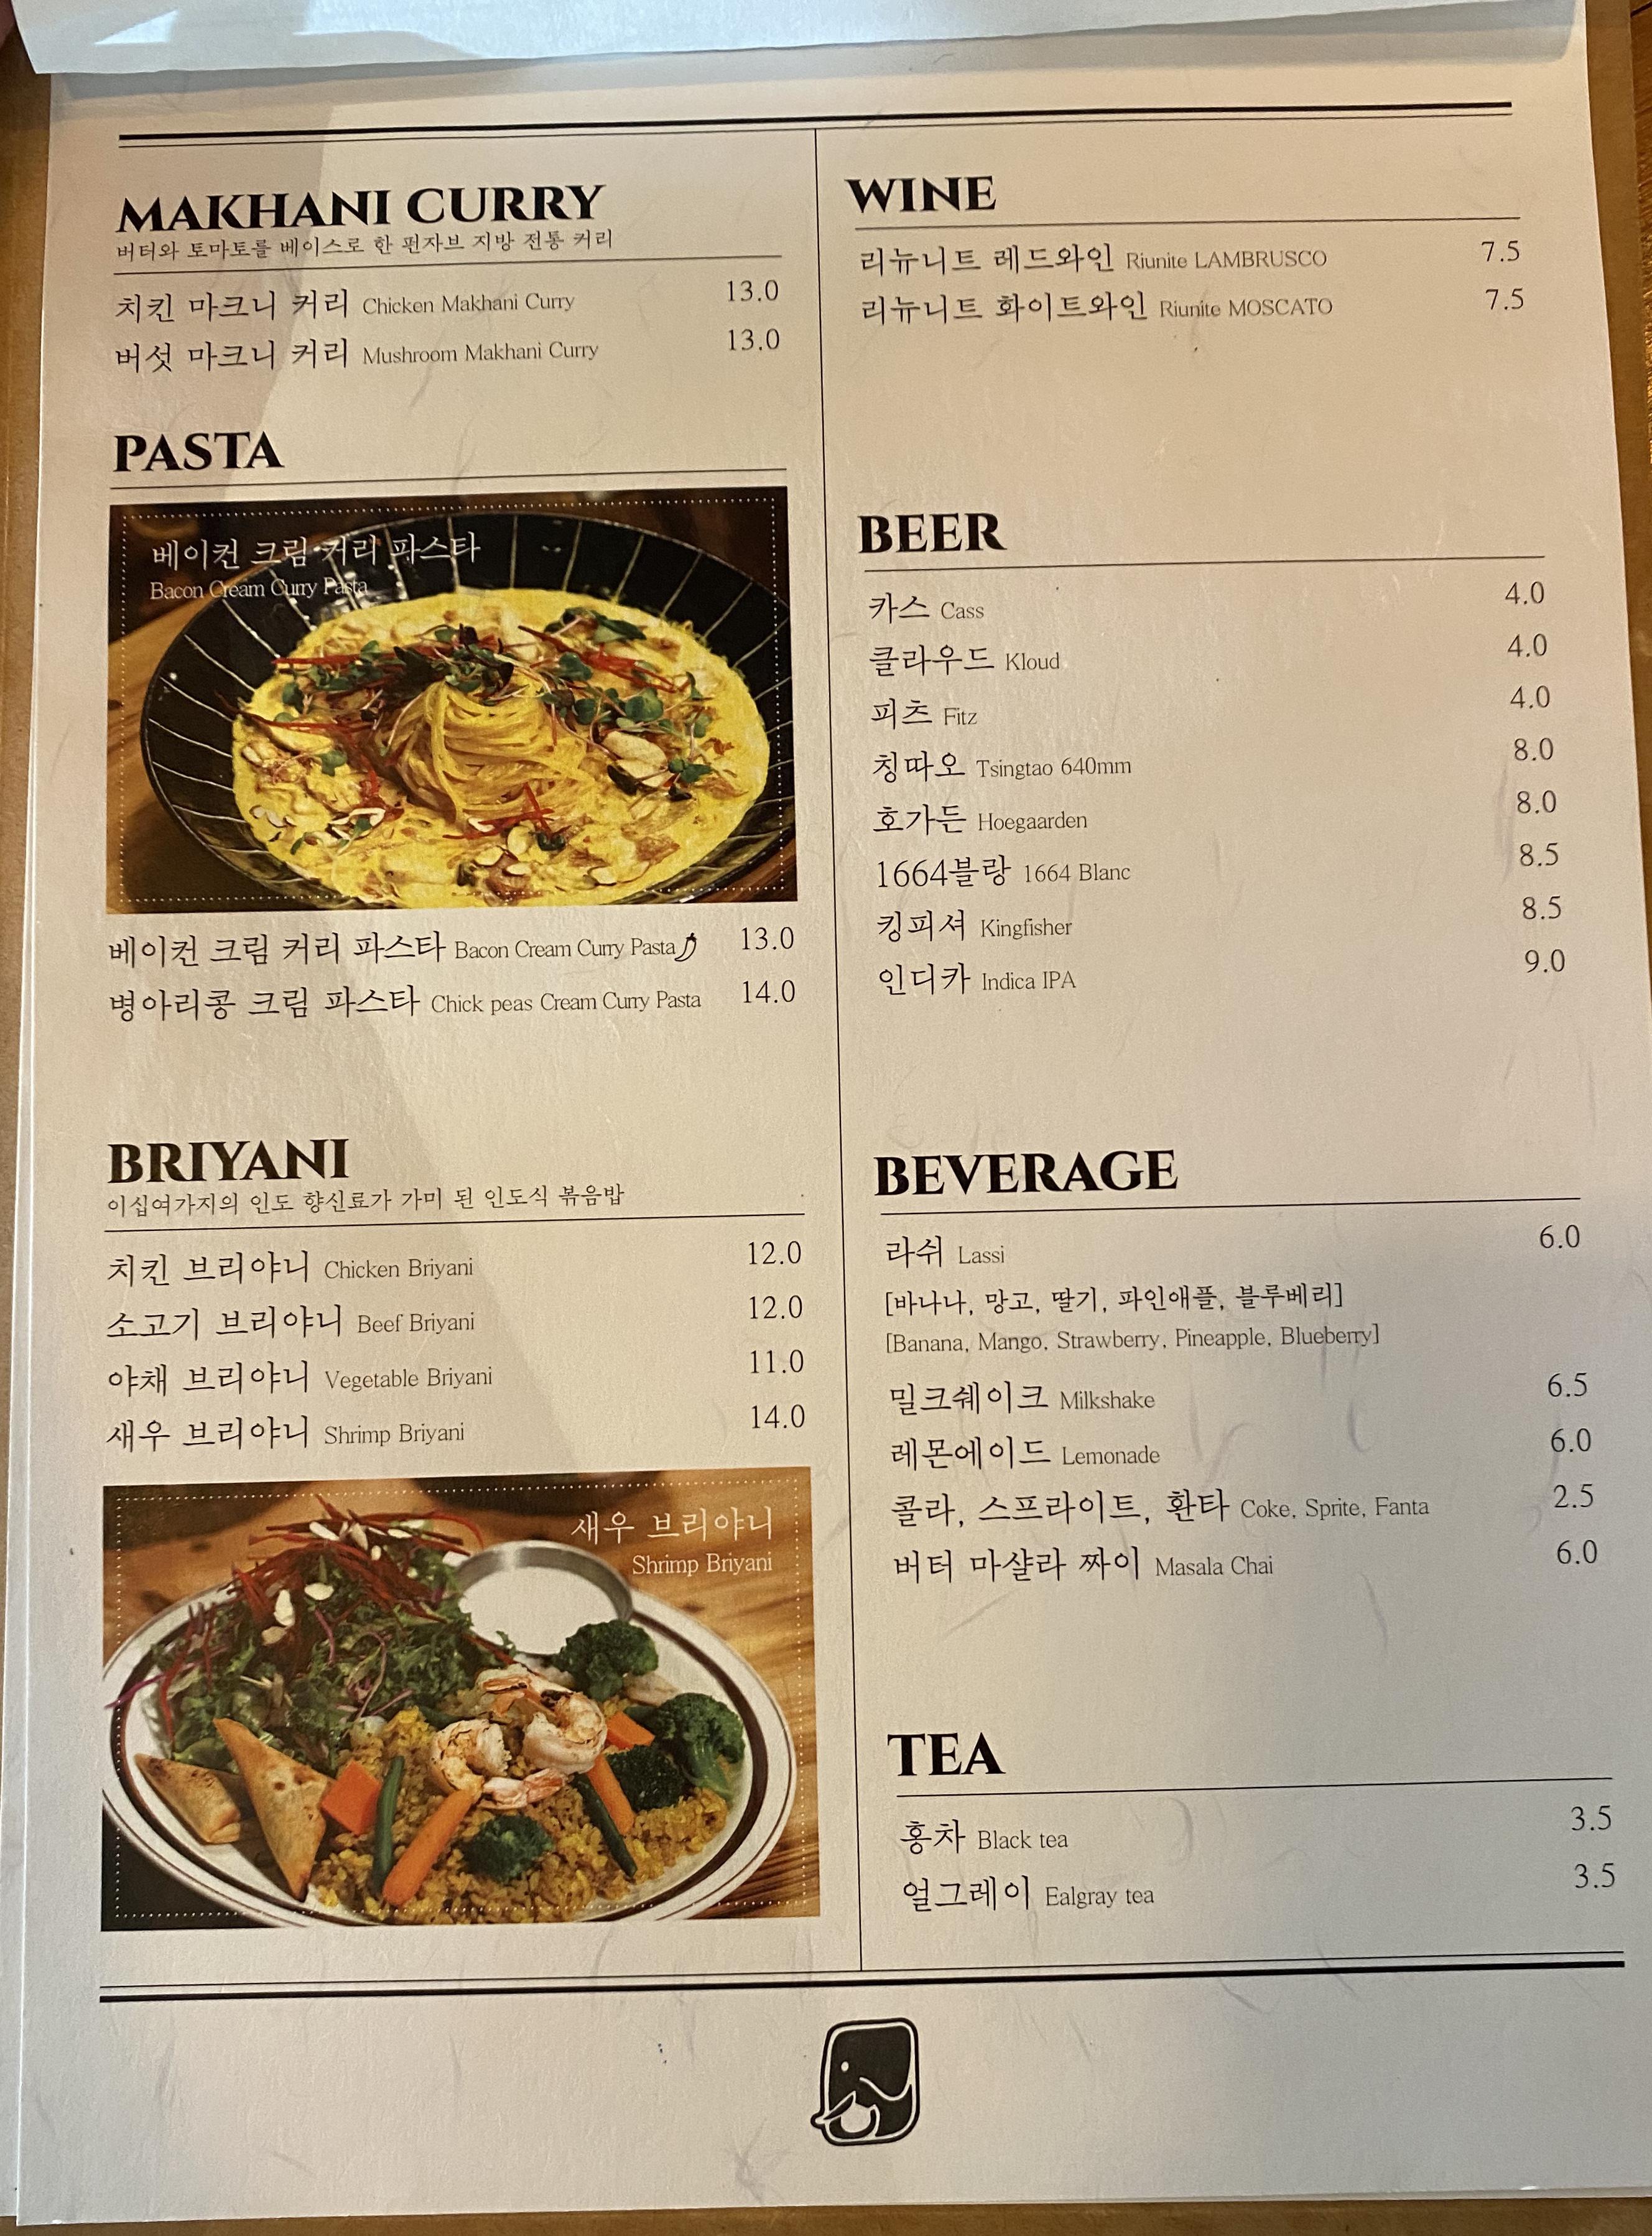 MAKHANI CURRY
버터와 토마토를 베이스로 한 펀자브 지방 전통 커리
치킨 마크니 커리 Chicken Makhani Curry 13.0
버섯 마크니 커리 Mushroom Makhani Curry 13.0
PASTA
베이컨 크림 커리 파스타
Bacon Cream Curry Pasta
베이컨 크림 커리 파스타 Bacon Cream Curry Pasta 13.0
병아리콩 크림 파스타 Chick peas Cream Curry Pasta 14.0
BRIYANI
이십여가지의 인도 향신료가 가미 된 인도식 볶음밥
치킨 브리야니 Chicken Briyani 12.0
소고기 브리야니 Beef Briyani 12.0
야채 브리야니 Vegetable Briyani 11.0
새우 브리야니 Shrimp Briyani 14.0
새우 브리야니
Shrimp Briyani
WINE
리뉴니트 레드와인 Riunite LAMBRUSCO 7.5
리뉴니트 화이트와인 Riunite MOSCATO 7.5
BEER
카스 Cass 4.0
클라우드 Kloud 4.0
피츠 Fitz 4.0
칭따오 Tsingtao 640mm 8.0
호가든 Hoegaarden 8.0
1664블랑 1664 Blanc 8.5
킹피셔 Kingfisher 8.5
인디카 Indica IPA 9.0
BEVERAGE
라쉬 Lassi 6.0
[바나나, 망고, 딸기, 파인애플, 블루베리]
[Banana, Mango, Strawberry, Pineapple, Blueberry]
밀크쉐이크 Milkshake 6.5
레몬에이드 Lemonade 6.0
콜라, 스프라이트, 환타 Coke, Sprite, Fanta 2.5
버터 마샬라 짜이 Masala Chai 6.0
TEA
홍차 Black tea 3.5
얼그레이 Ealgray tea 3.5